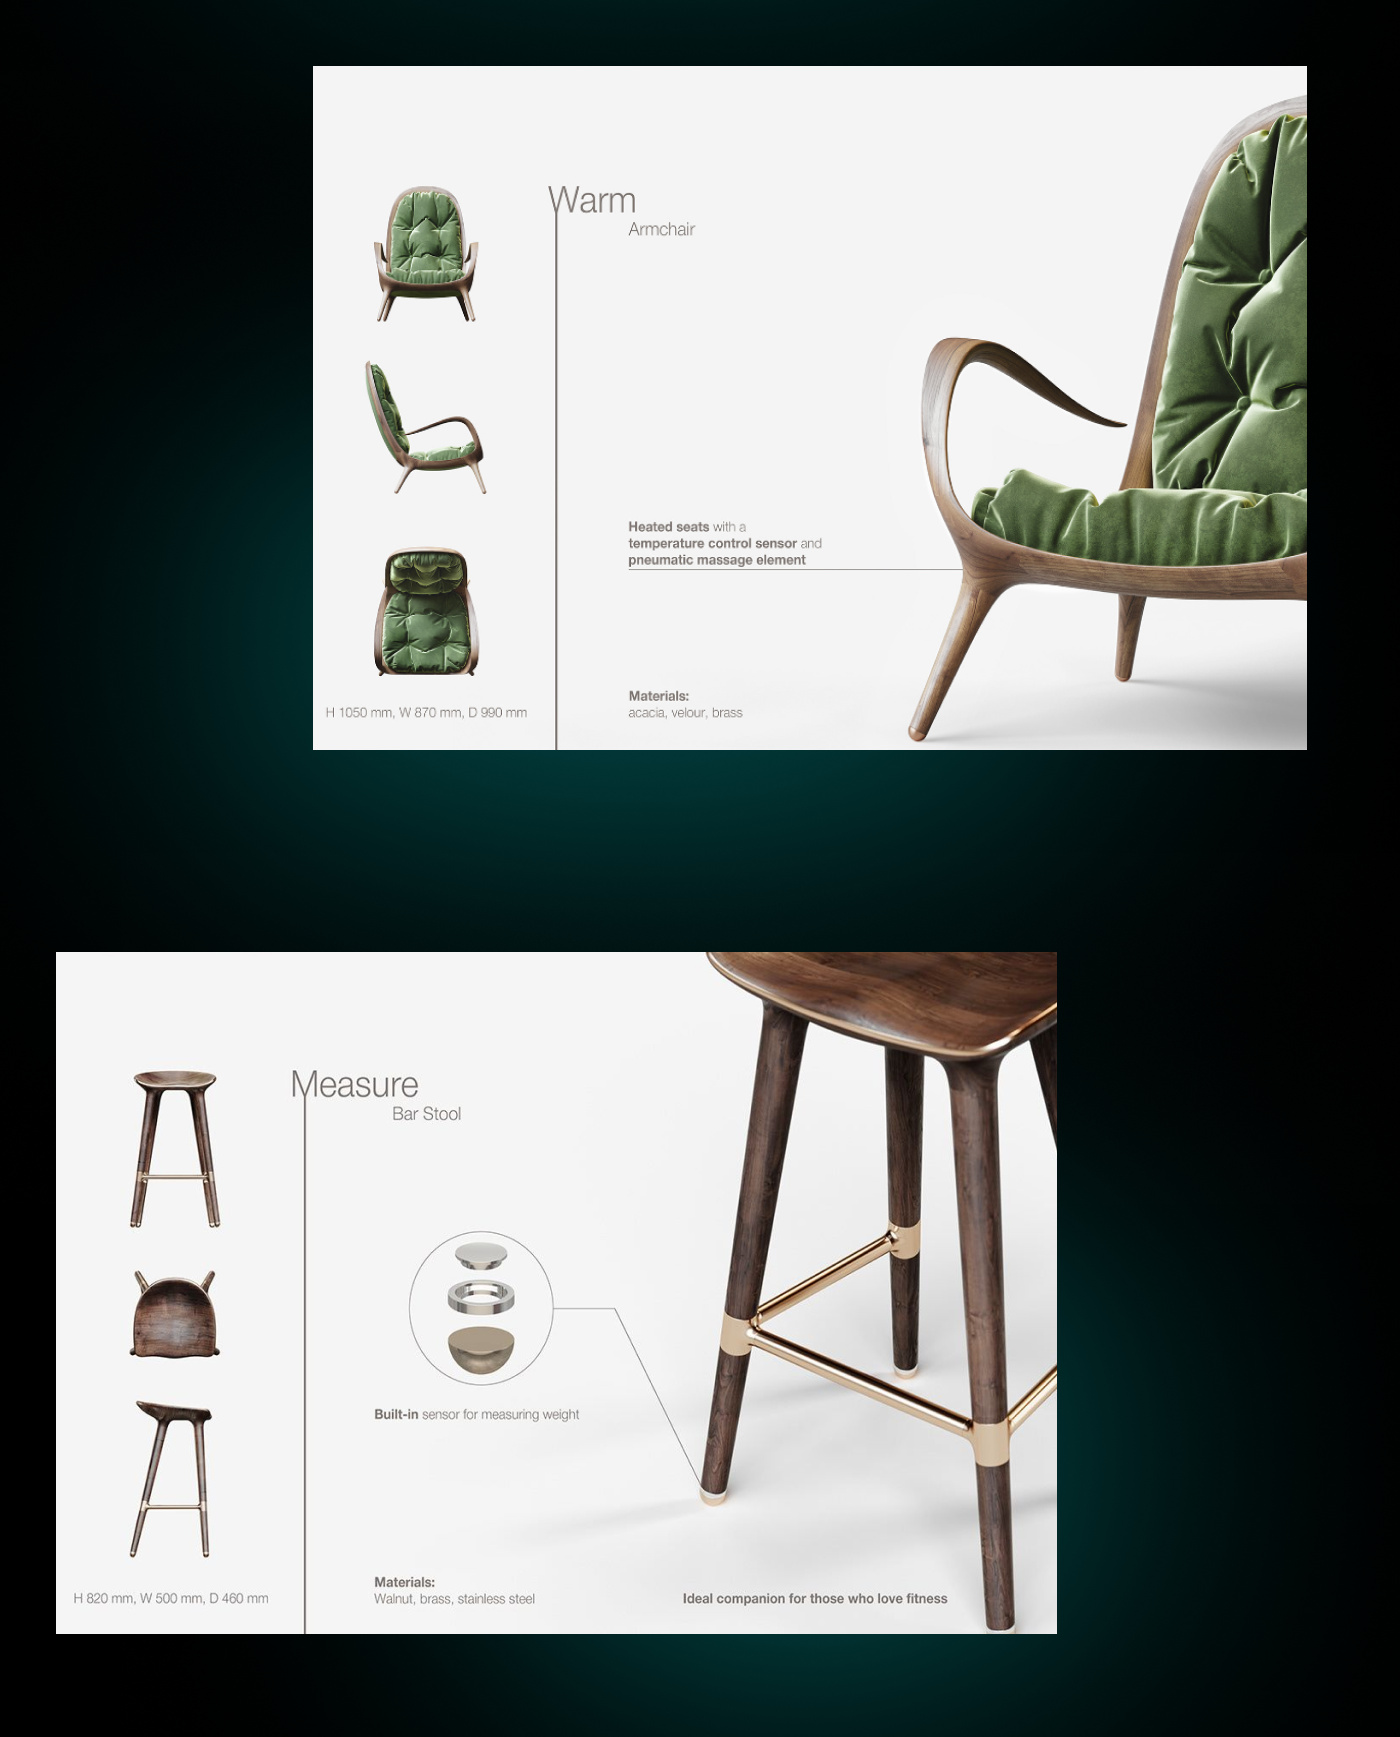 Warm
Armchair
Heated seats with a
temperature control sensor and
pneumatic massage element
Materials:
acacia, velour, brass
H 1050 mm, W 870 mm, D 990 mm
Measure
Bar Stool
Built-in sensor for measuring weight
Materials:
Walnut, brass, stainless steel
H 820 mm, W 500 mm, D 460 mm
Ideal companion for those who love fitness